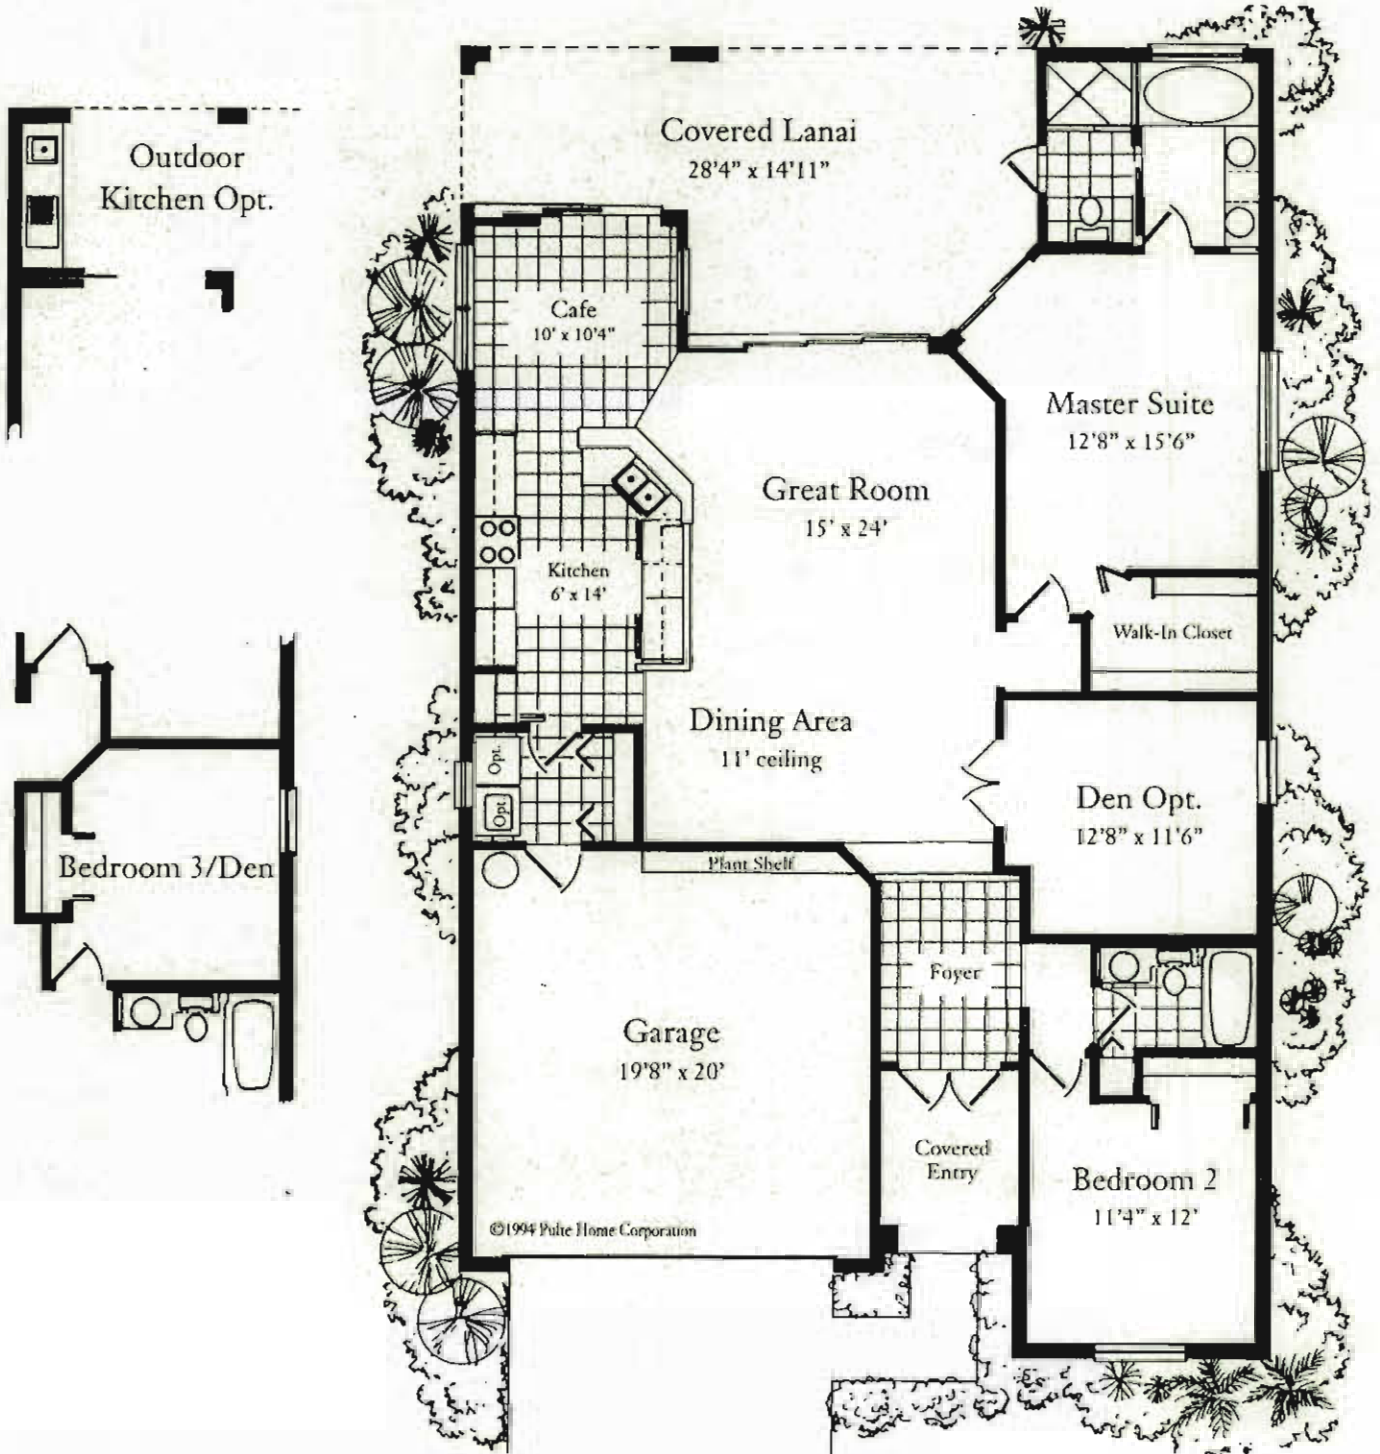 Outdoor
Kitchen Opt.
Covered Lanai
28'4" x 14'11"
Cafe
10' x 10'4"
Master Suite
12'8" x 15'6"
Great Room
15' x 24'
Kitchen
6' x 14'
Walk-In Closet
Dining Area
11' ceiling
Opt.
Opt.
Den Opt.
12'8" x 11'6"
Plant Shelf
Bedroom 3/Den
Foyer
Garage
19'8" x 20'
Covered
Entry
Bedroom 2
11'4" x 12'
©1994 Pulte Home Corporation